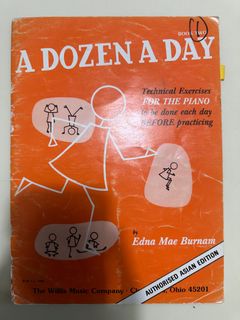 BOOK TWO
A DOZEN A DAY
Technical Exercises
FOR THE PIANO
to be done each day
BEFORE practicing
by
Edna Mae Burnam
The Willis Music Company
Ohio 45201
AUTHORISED ASIAN EDITION